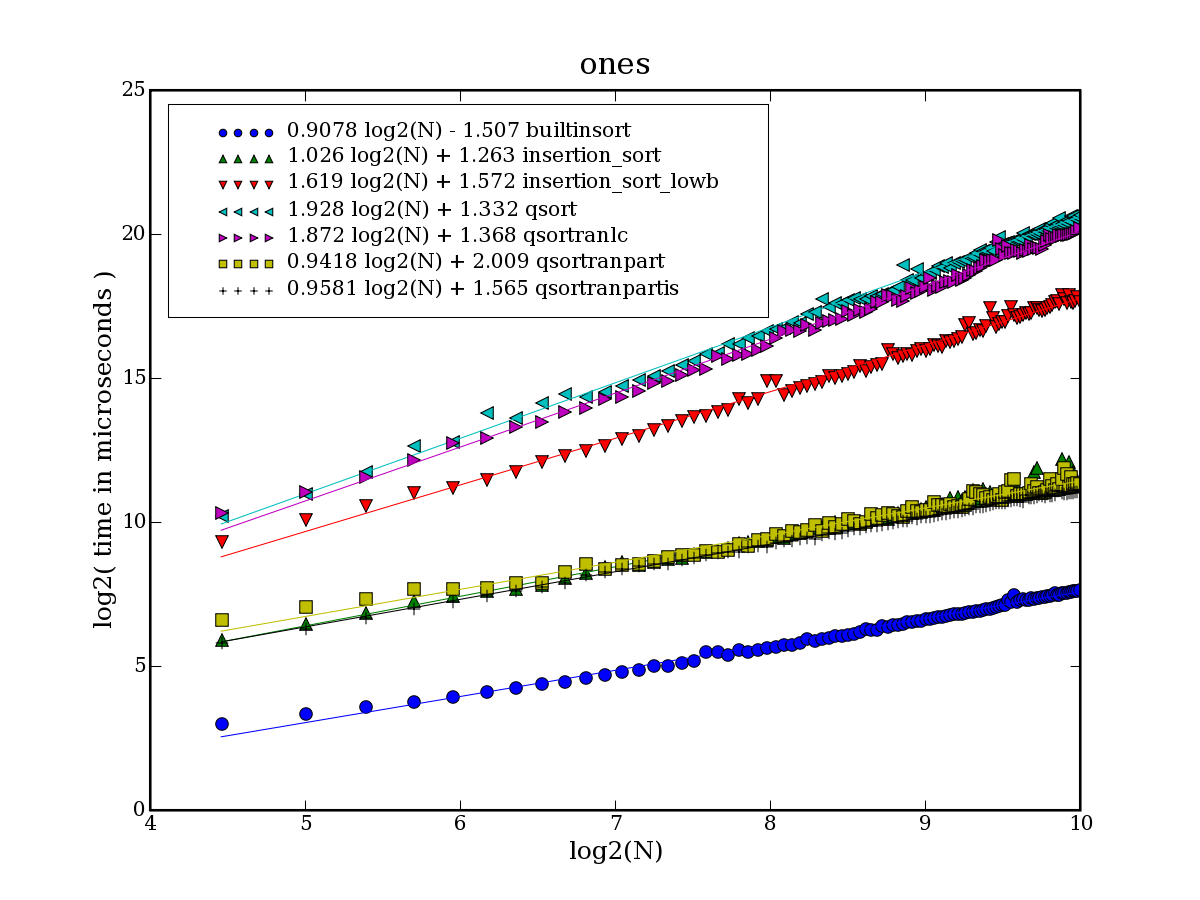 ones
25
20
15
10
5
0
0.9078 log2(N) - 1.507 builtinsort
1.026 log2(N) + 1.263 insertion_sort
1.619 log2(N) + 1.572 insertion_sort_lowb
1.928 log2(N) + 1.332 qsort
1.872 log2(N) + 1.368 qsortranlc
0.9418 log2(N) + 2.009 qsortranpart
0.9581 log2(N) + 1.565 qsortranpartis
log2( time in microseconds )
4 5 6 7 8 9 10
log2(N)